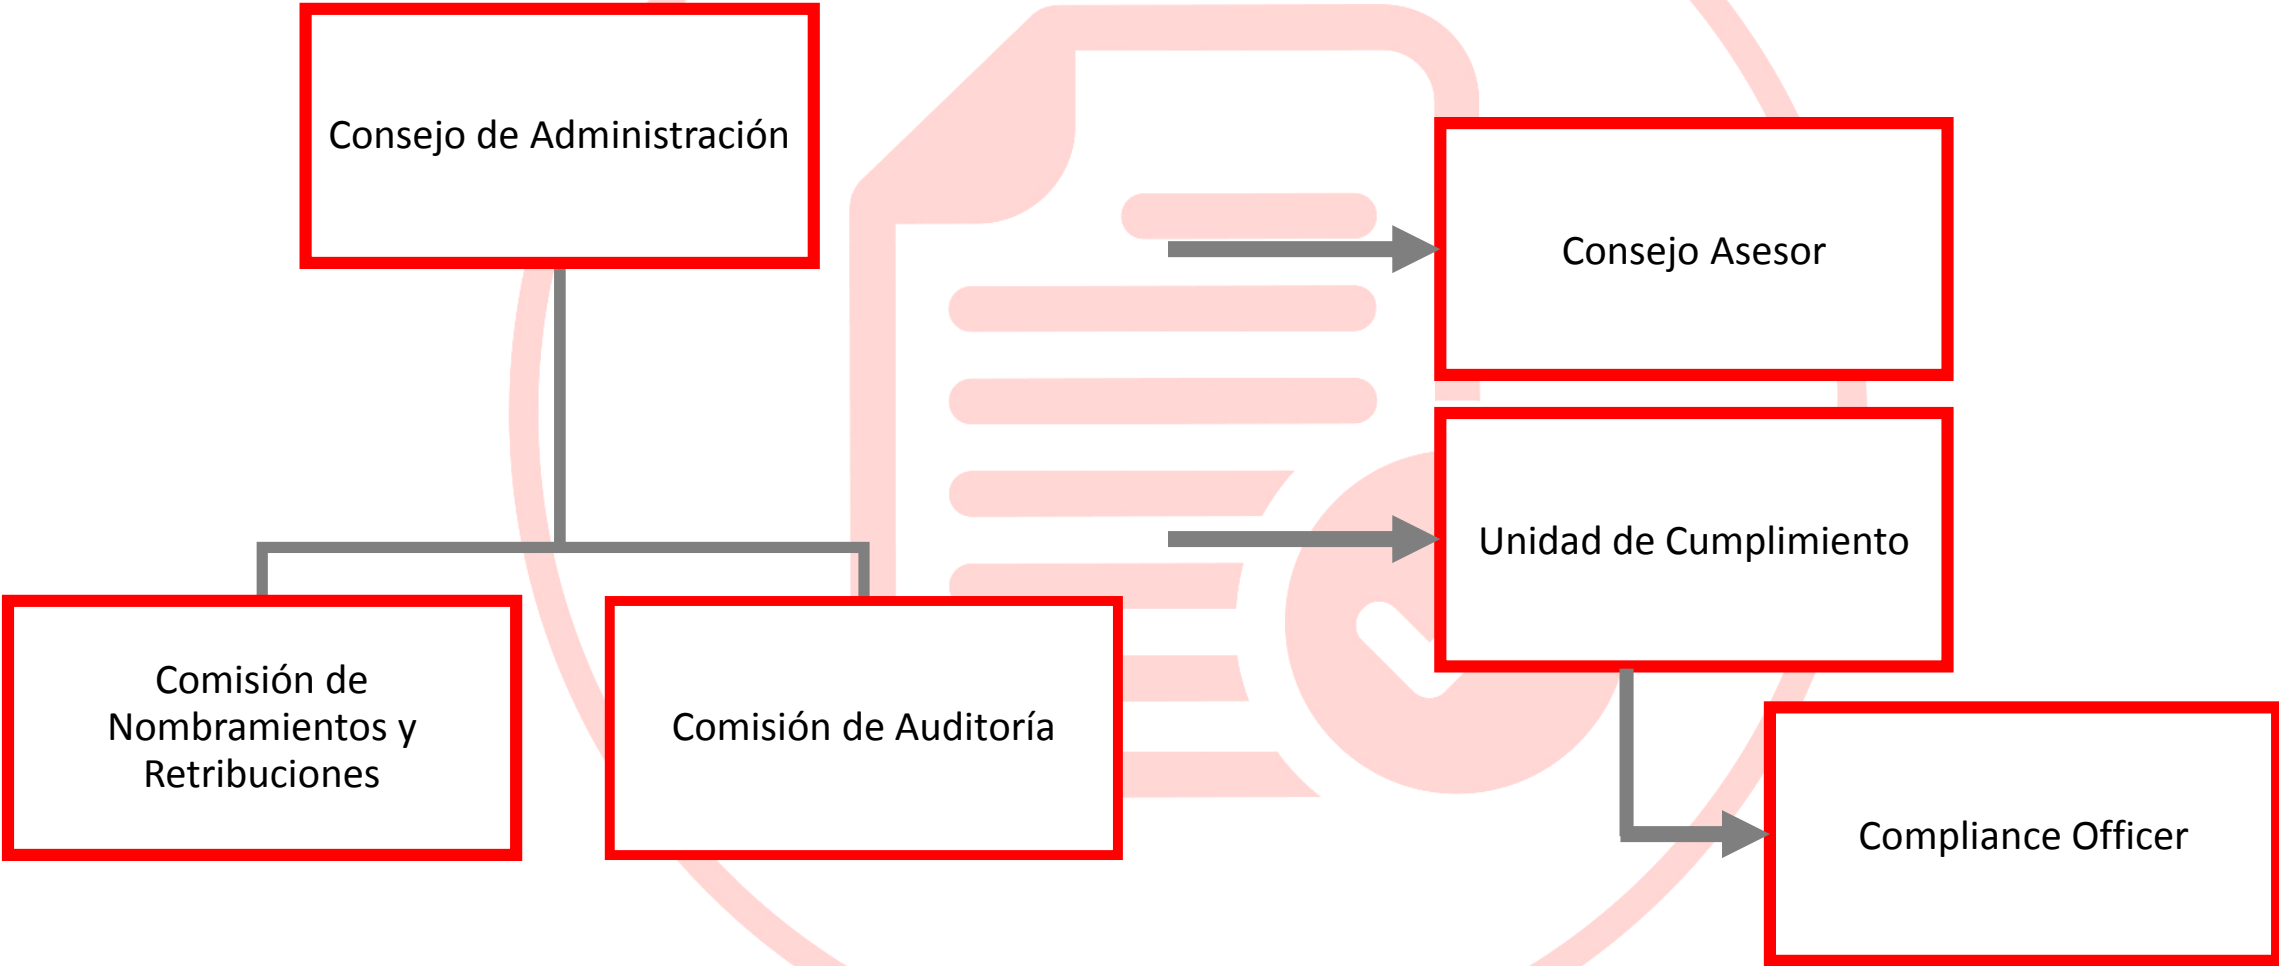 Consejo de Administración
Consejo Asesor
Unidad de Cumplimiento
Comisión de
Nombramientos y
Retribuciones
Comisión de Auditoría
Compliance Officer